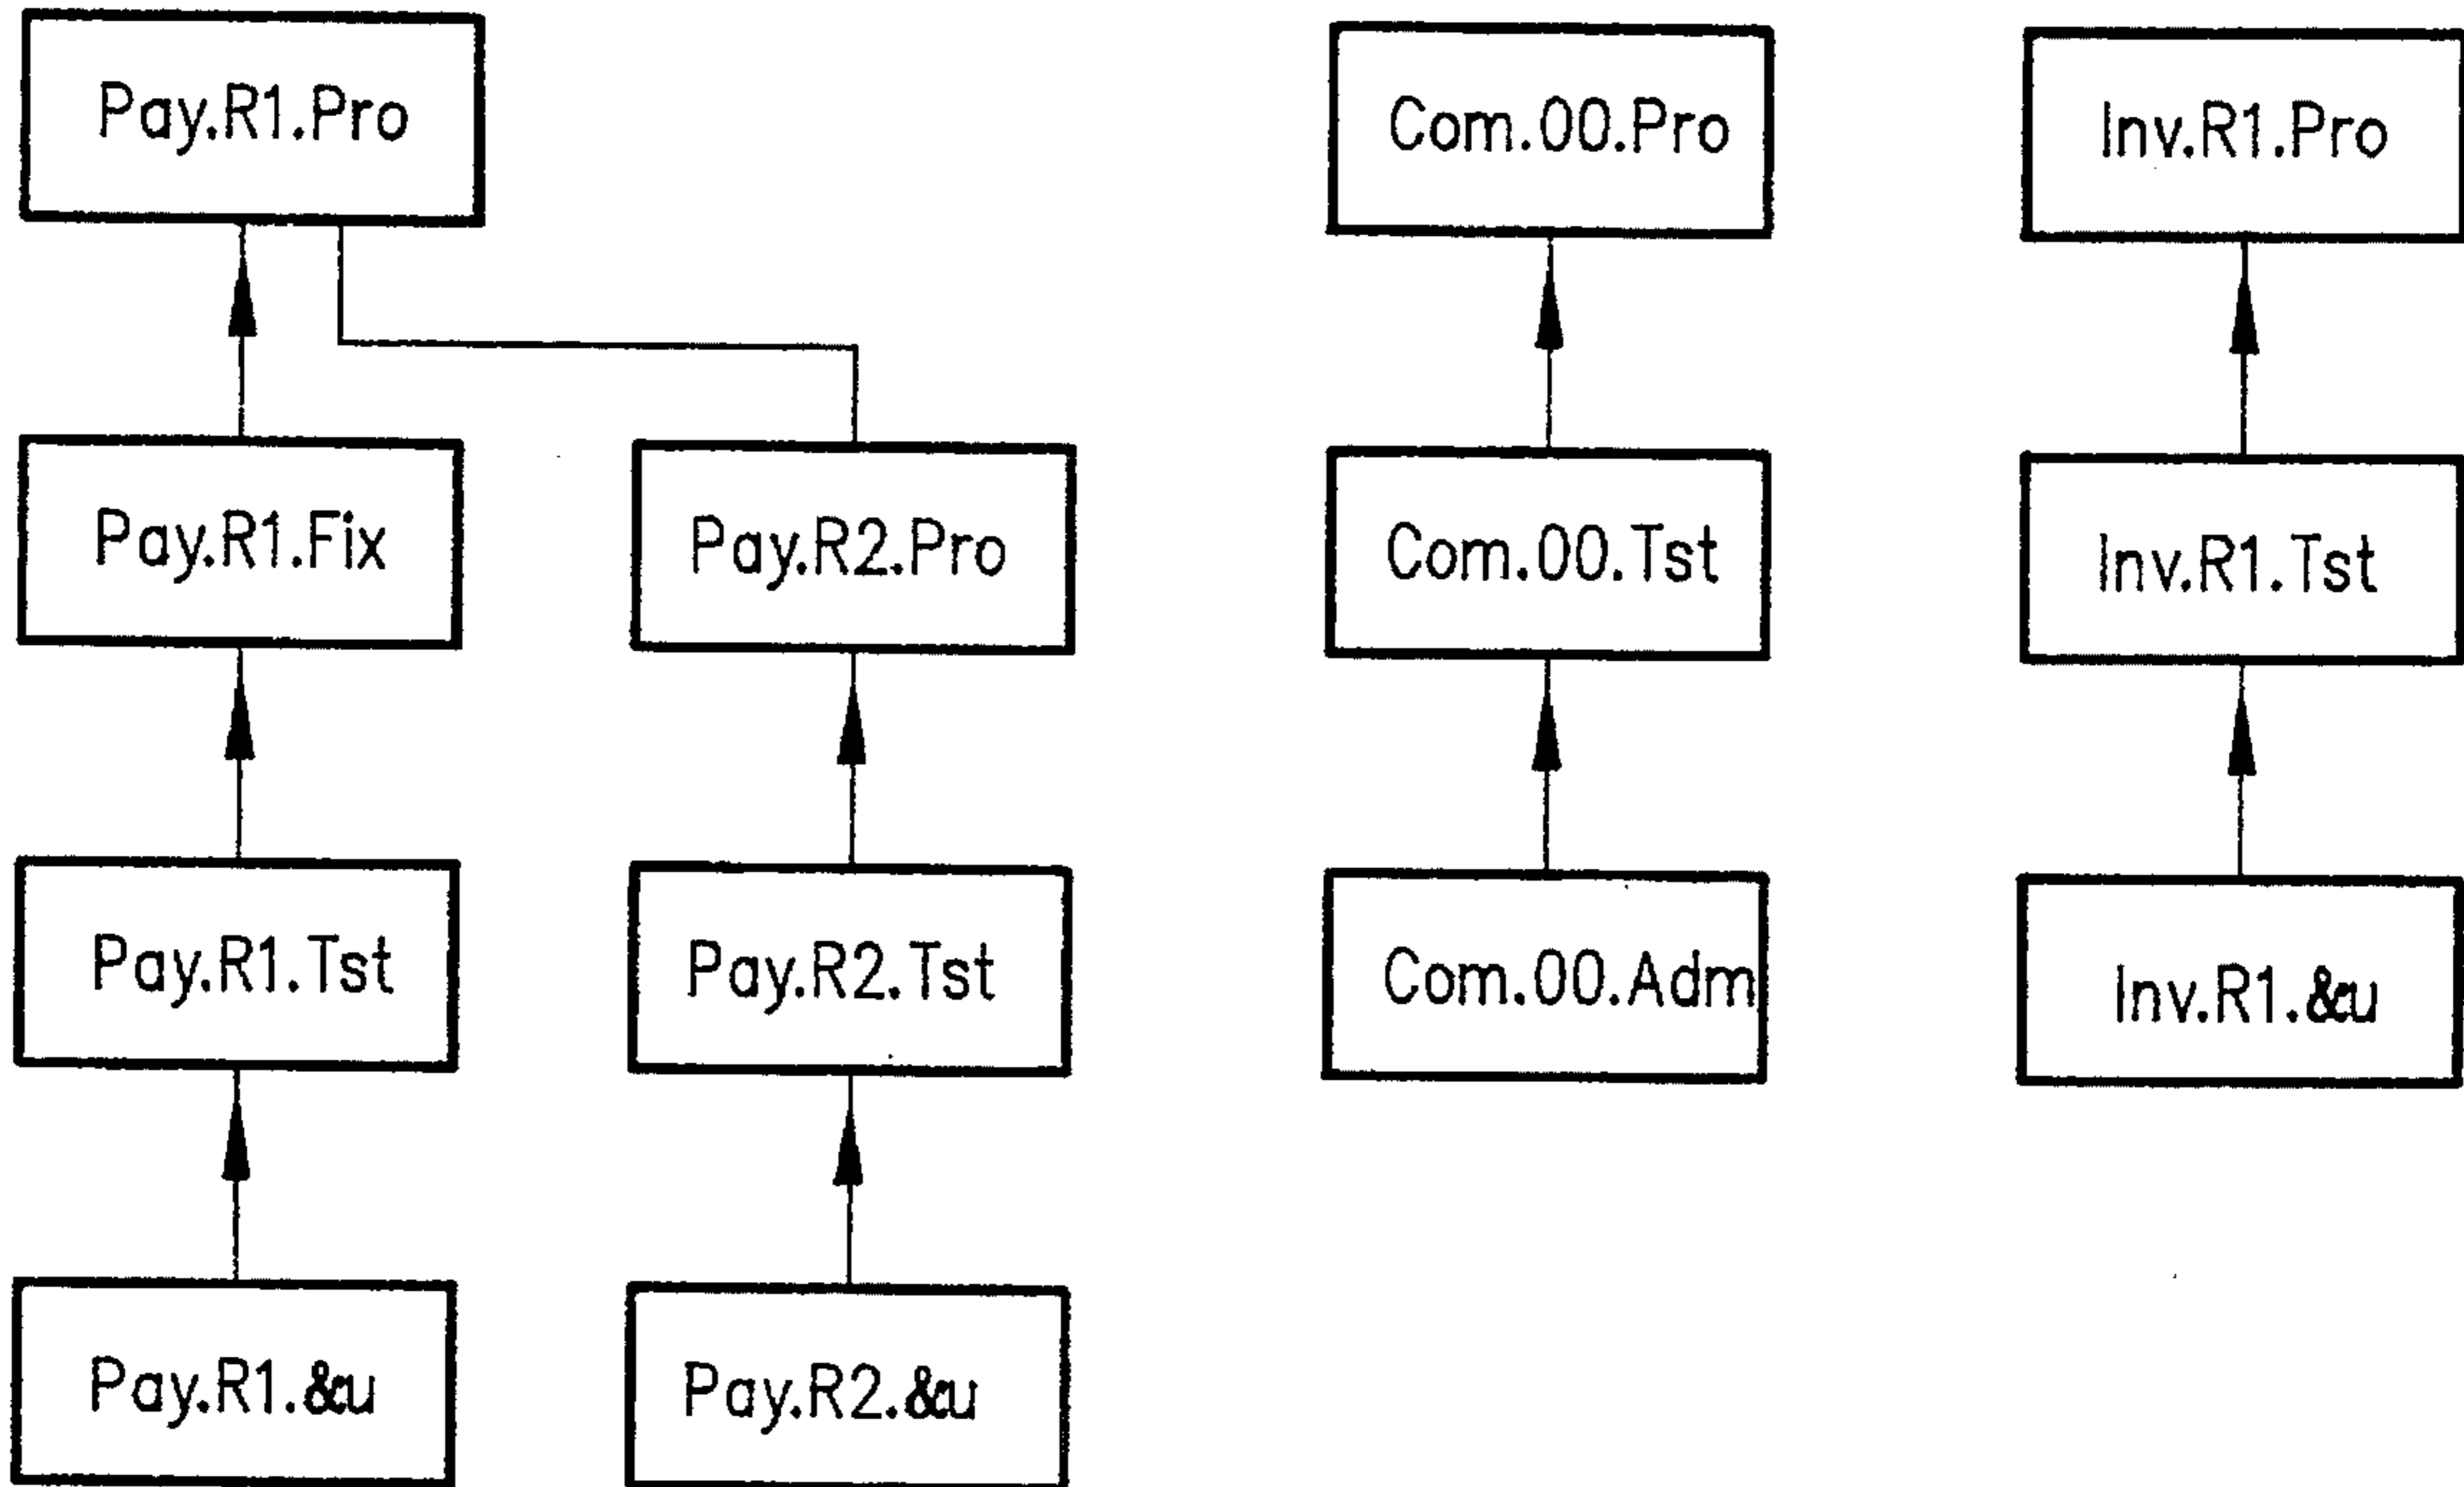 Pay.R1.Pro
Com.00.Pro
Inv.R1.Pro
Pay.R1.Fix
Pay.R2.Pro
Com.00.Tst
Inv.R1.Tst
Pay.R1.Tst
Pay.R2.Tst
Com.00.Adm
Inv.R1.&u
Pay.R1.&u
Pay.R2.&u